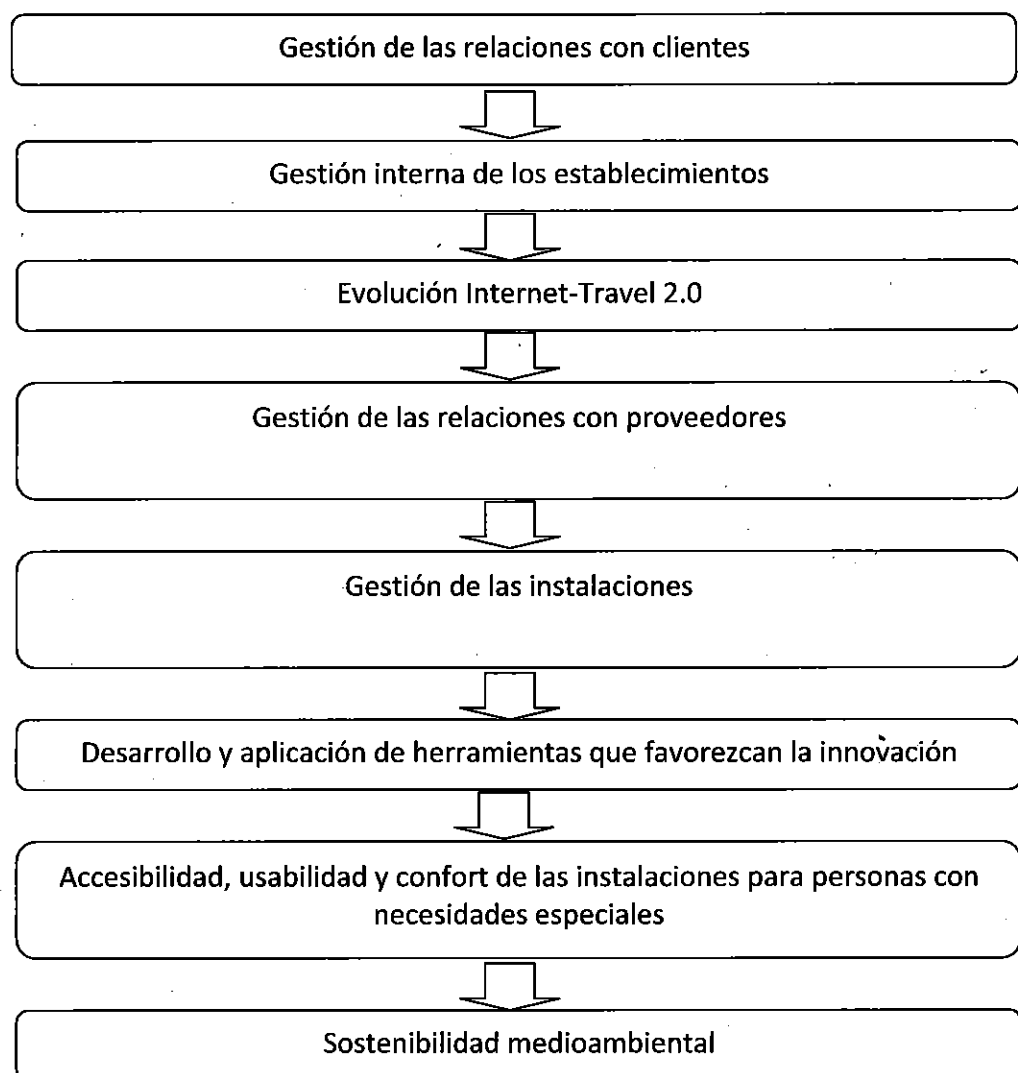 Gestión de las relaciones con clientes
Gestión interna de los establecimientos
Evolución Internet-Travel 2.0
Gestión de las relaciones con proveedores
Gestión de las instalaciones
Desarrollo y aplicación de herramientas que favorezcan la innovación
Accesibilidad, usabilidad y confort de las instalaciones para personas con
necesidades especiales
Sostenibilidad medioambiental